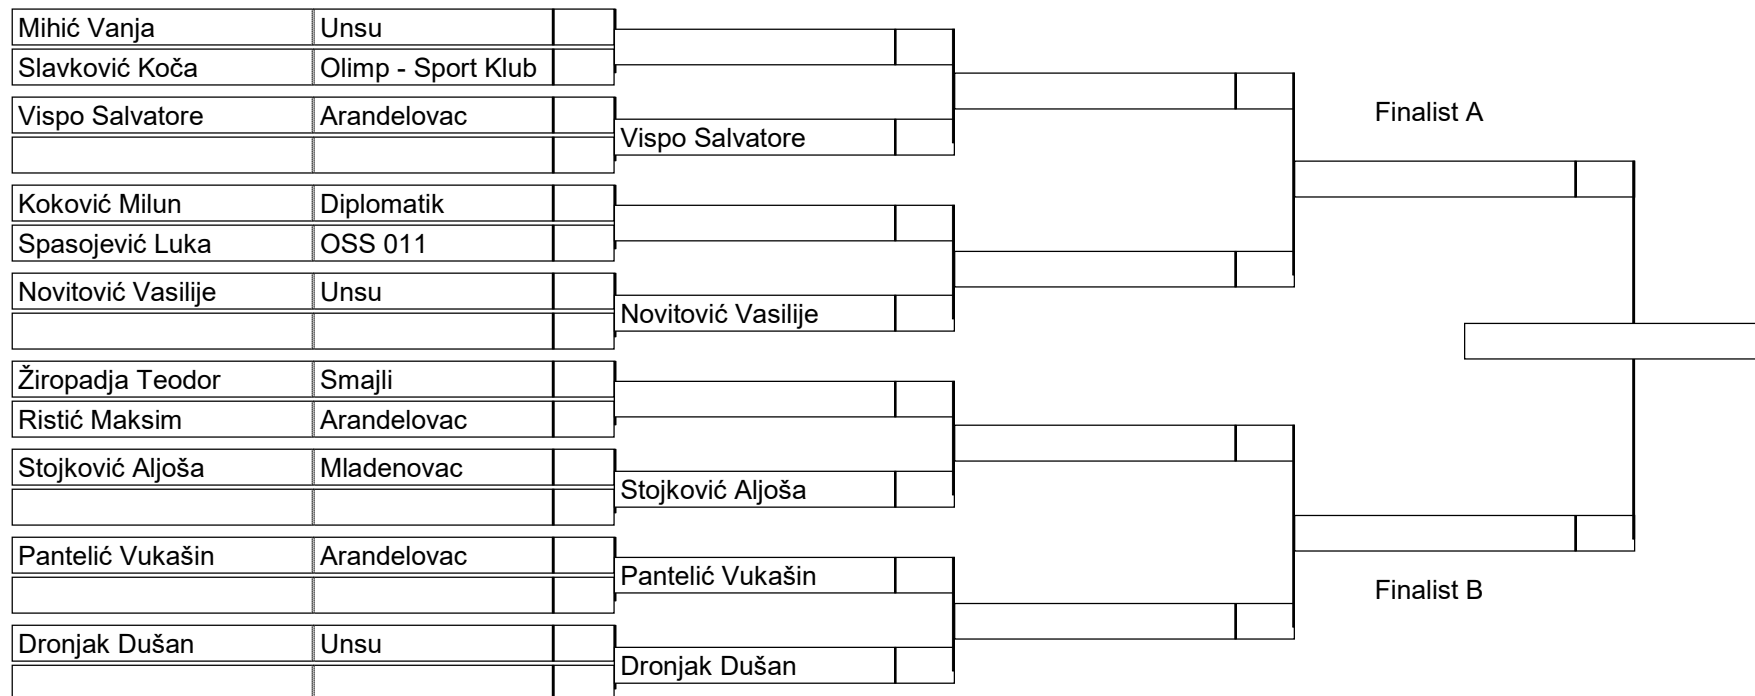 Mihić Vanja Unsu
Slavković Koča Olimp - Sport Klub
Vispo Salvatore Arandelovac
Vispo Salvatore
Koković Milun Diplomatik
Spasojević Luka OSS 011
Novitović Vasilije Unsu
Novitović Vasilije
Žiropadja Teodor Smajli
Ristić Maksim Arandelovac
Stojković Aljoša Mladenovac
Stojković Aljoša
Pantelić Vukašin Arandelovac
Pantelić Vukašin
Dronjak Dušan Unsu
Dronjak Dušan
Finalist A
Finalist B